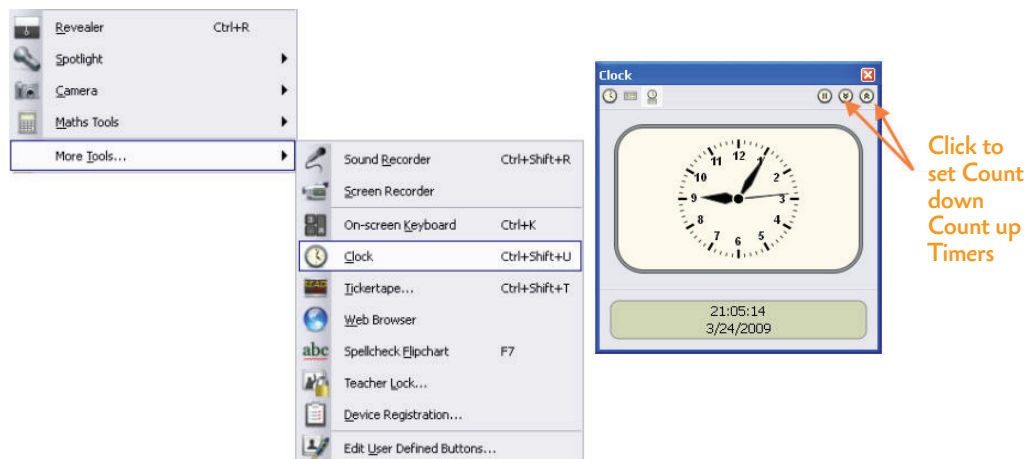 Revealer Ctrl+R
Spotlight
Camera
Maths Tools
More Tools...
Sound Recorder Ctrl+Shift+R
Screen Recorder
On-screen Keyboard Ctrl+K
Clock Ctrl+Shift+U
Tickertape... Ctrl+Shift+T
Web Browser
abc Spellcheck Flipchart F7
Teacher Lock...
Device Registration...
Edit User Defined Buttons...
Clock
12
1
2
3
4
5
6
7
8
9
10
11
21:05:14
3/24/2009
Click to
set Count
down
Count up
Timers